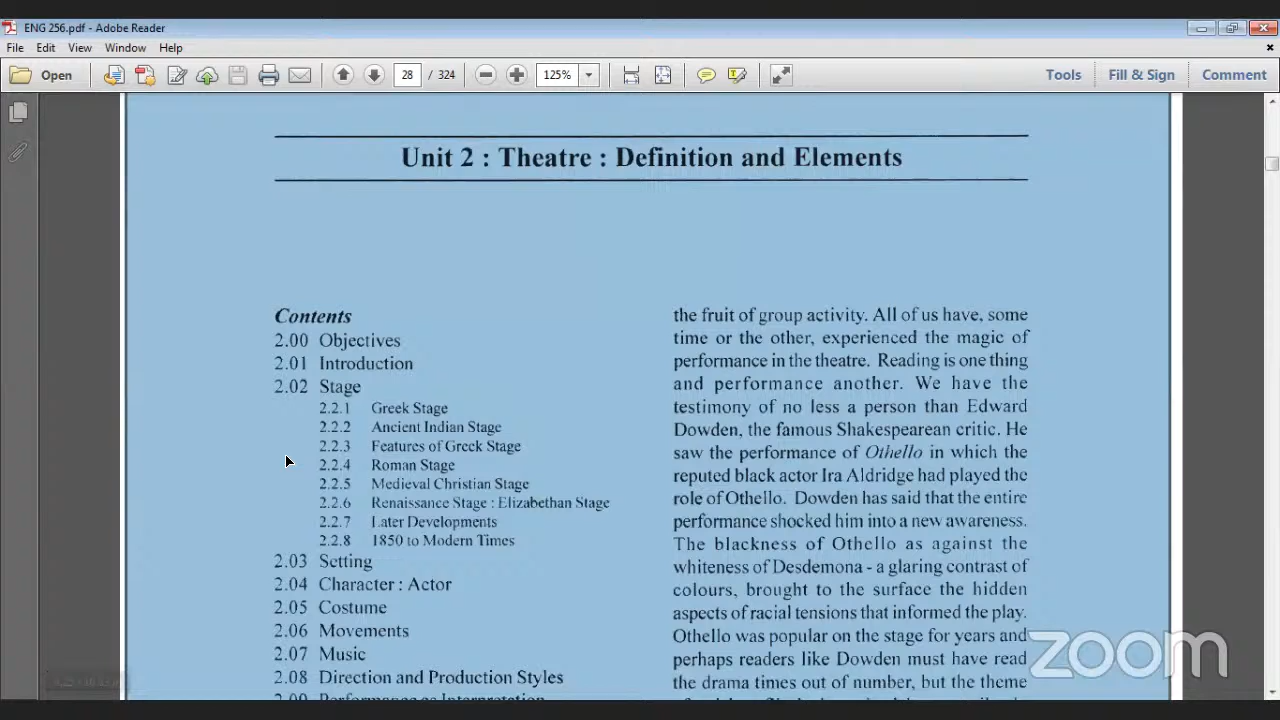 ENG 256.pdf - Adobe Reader
File Edit View Window Help
Open 28 / 324 125% Tools Fill & Sign Comment
Unit 2 : Theatre : Definition and Elements
Contents
2.00 Objectives
2.01 Introduction
2.02 Stage
2.2.1 Greek Stage
2.2.2 Ancient Indian Stage
2.2.3 Features of Greek Stage
2.2.4 Roman Stage
2.2.5 Medieval Christian Stage
2.2.6 Renaissance Stage : Elizabethan Stage
2.2.7 Later Developments
2.2.8 1850 to Modern Times
2.03 Setting
2.04 Character : Actor
2.05 Costume
2.06 Movements
2.07 Music
2.08 Direction and Production Styles
2.09 Performance as Interpretation
the fruit of group activity. All of us have, some
time or the other, experienced the magic of
performance in the theatre. Reading is one thing
and performance another. We have the
testimony of no less a person than Edward
Dowden, the famous Shakespearean critic. He
saw the performance of Othello in which the
reputed black actor Ira Aldridge had played the
role of Othello. Dowden has said that the entire
performance shocked him into a new awareness.
The blackness of Othello as against the
whiteness of Desdemona - a glaring contrast of
colours, brought to the surface the hidden
aspects of racial tensions that informed the play.
Othello was popular on the stage for years and
perhaps readers like Dowden must have read
the drama times out of number, but the theme
zoom